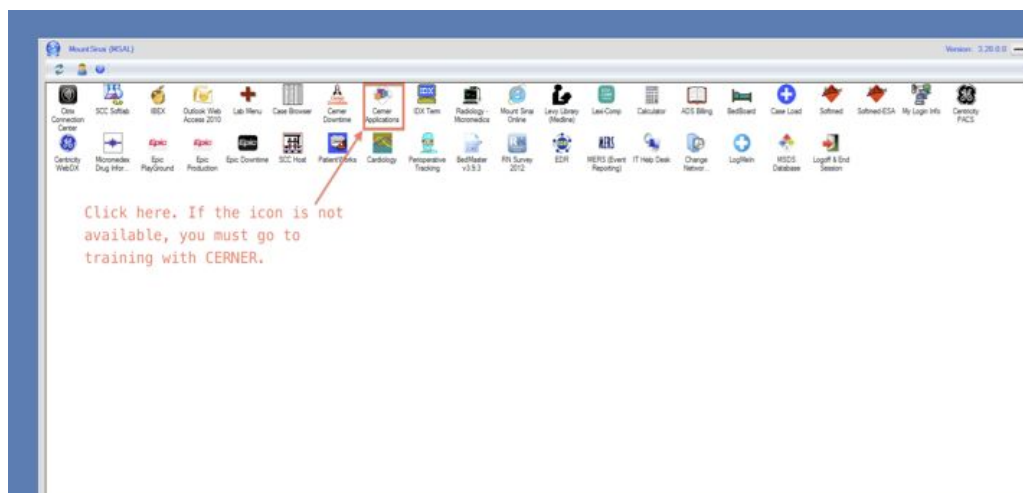 Mount Sinai (MSAL)
Version: 3.20.0.0
Citrix Connection Center
SCC Softlab
IBEX
Outlook Web Access 2010
Lab Menu
Case Browser
Cerner Downtime
Cerner Applications
IDX Term
Radiology - Micromedica
Mount Sinai Online
Levy Library (Medline)
Lexi-Comp
Calculator
ADS Billing
BedBoard
Case Load
Softmed
Softmed-ESA
My Login Info
Centricity PACS
Centricity WebDX
Micromedex Drug Infor...
Epic PlayGround
Epic Production
Epic Downtime
SCC Host
PatientWorks
Cardiology
Perioperative Tracking
BedMaster v3.9.3
RN Survey 2012
EDR
MERS (Event Reporting)
IT Help Desk
Change Networ...
LogMein
MSDS Database
Logoff & End Session
Click here. If the icon is not
available, you must go to
training with CERNER.